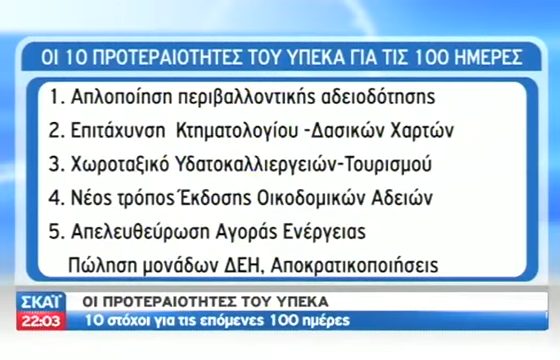 ΟΙ 10 ΠΡΟΤΕΡΑΙΟΤΗΤΕΣ ΤΟΥ ΥΠΕΚΑ ΓΙΑ ΤΙΣ 100 ΗΜΕΡΕΣ
1. Απλοποίηση περιβαλλοντικής αδειοδότησης
2. Επιτάχυνση Κτηματολογίου -Δασικών Χαρτών
3. Χωροταξικό Υδατοκαλλιεργειών-Τουρισμού
4. Νέος τρόπος Έκδοσης Οικοδομικών Αδειών
5. Απελευθεύρωση Αγοράς Ενέργειας
Πώληση μονάδων ΔΕΗ, Αποκρατικοποιήσεις
ΣΚΑΪ
ΟΙ ΠΡΟΤΕΡΑΙΟΤΗΤΕΣ ΤΟΥ ΥΠΕΚΑ
22:03
10 στόχοι για τις επόμενες 100 ημέρες